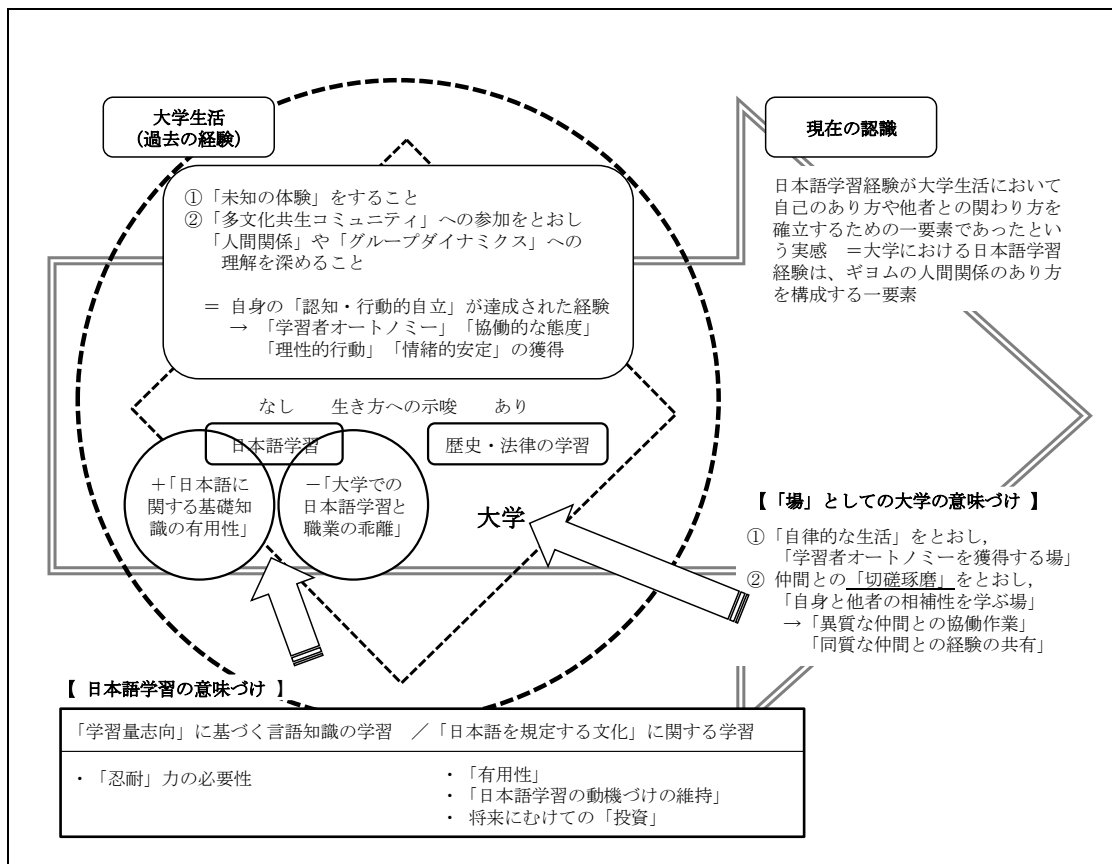 大学生活
(過去の経験)
現在の認識
①「未知の体験」をすること
②「多文化共生コミュニティ」への参加をとおし
「人間関係」や「グループダイナミクス」への
理解を深めること
＝ 自身の「認知・行動的自立」が達成された経験
→ 「学習者オートノミー」「協働的な態度」
「理性的行動」「情緒的安定」の獲得
日本語学習経験が大学生活において
自己のあり方や他者との関わり方を
確立するための一要素であったとい
う実感　＝大学における日本語学習
経験は、ギヨムの人間関係のあり方
を構成する一要素
なし　生き方への示唆　あり
日本語学習
歴史・法律の学習
＋「日本語に
関する基礎知
識の有用性」
－「大学での
日本語学習と
職業の乖離」
大学
【「場」としての大学の意味づけ 】
①「自律的な生活」をとおし，
「学習者オートノミーを獲得する場」
② 仲間との「切磋琢磨」をとおし，
「自身と他者の相補性を学ぶ場」
→「異質な仲間との協働作業」
「同質な仲間との経験の共有」
【 日本語学習の意味づけ 】
「学習量志向」に基づく言語知識の学習　／「日本語を規定する文化」に関する学習
・「忍耐」力の必要性
・「有用性」
・「日本語学習の動機づけの維持」
・ 将来にむけての「投資」